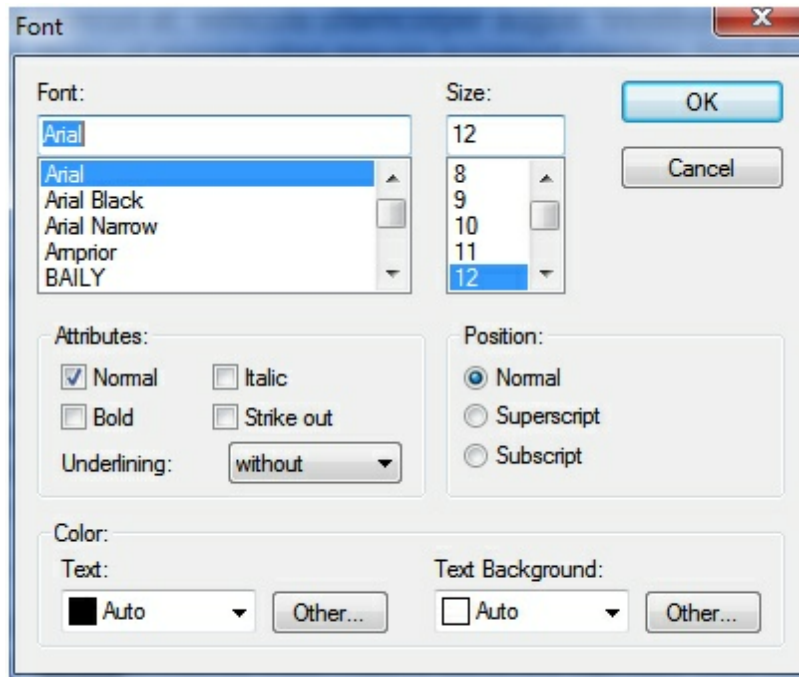 Font
Font:
Size:
Arial
12
OK
Arial
Arial Black
Arial Narrow
Amprior
BAILY
8
9
10
11
12
Cancel
Attributes:
Normal
Italic
Bold
Strike out
Underlining:
without
Position:
Normal
Superscript
Subscript
Color:
Text:
Text Background:
Auto
Other...
Auto
Other...